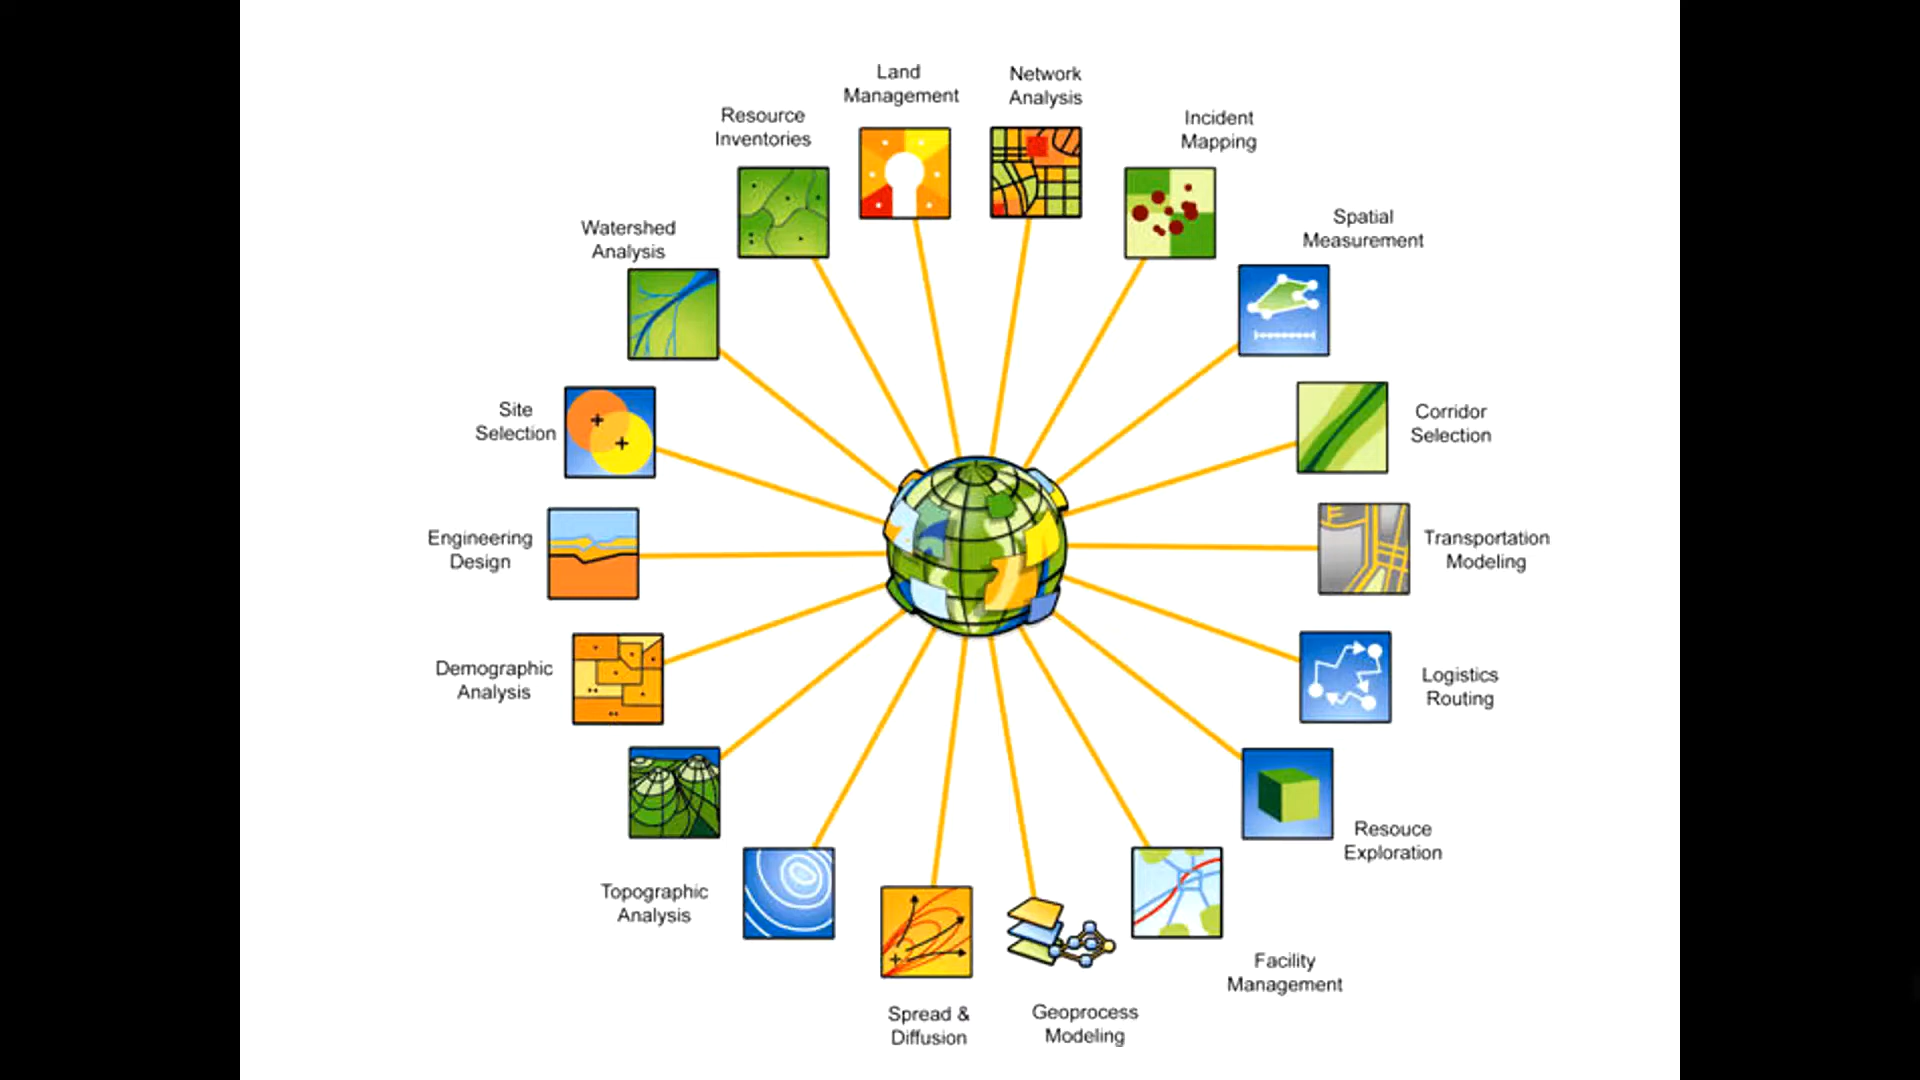 Land
Management
Network
Analysis
Resource
Inventories
Incident
Mapping
Watershed
Analysis
Spatial
Measurement
Site
Selection
Corridor
Selection
Engineering
Design
Transportation
Modeling
Demographic
Analysis
Logistics
Routing
Resouce
Exploration
Topographic
Analysis
Facility
Management
Spread &
Diffusion
Geoprocess
Modeling